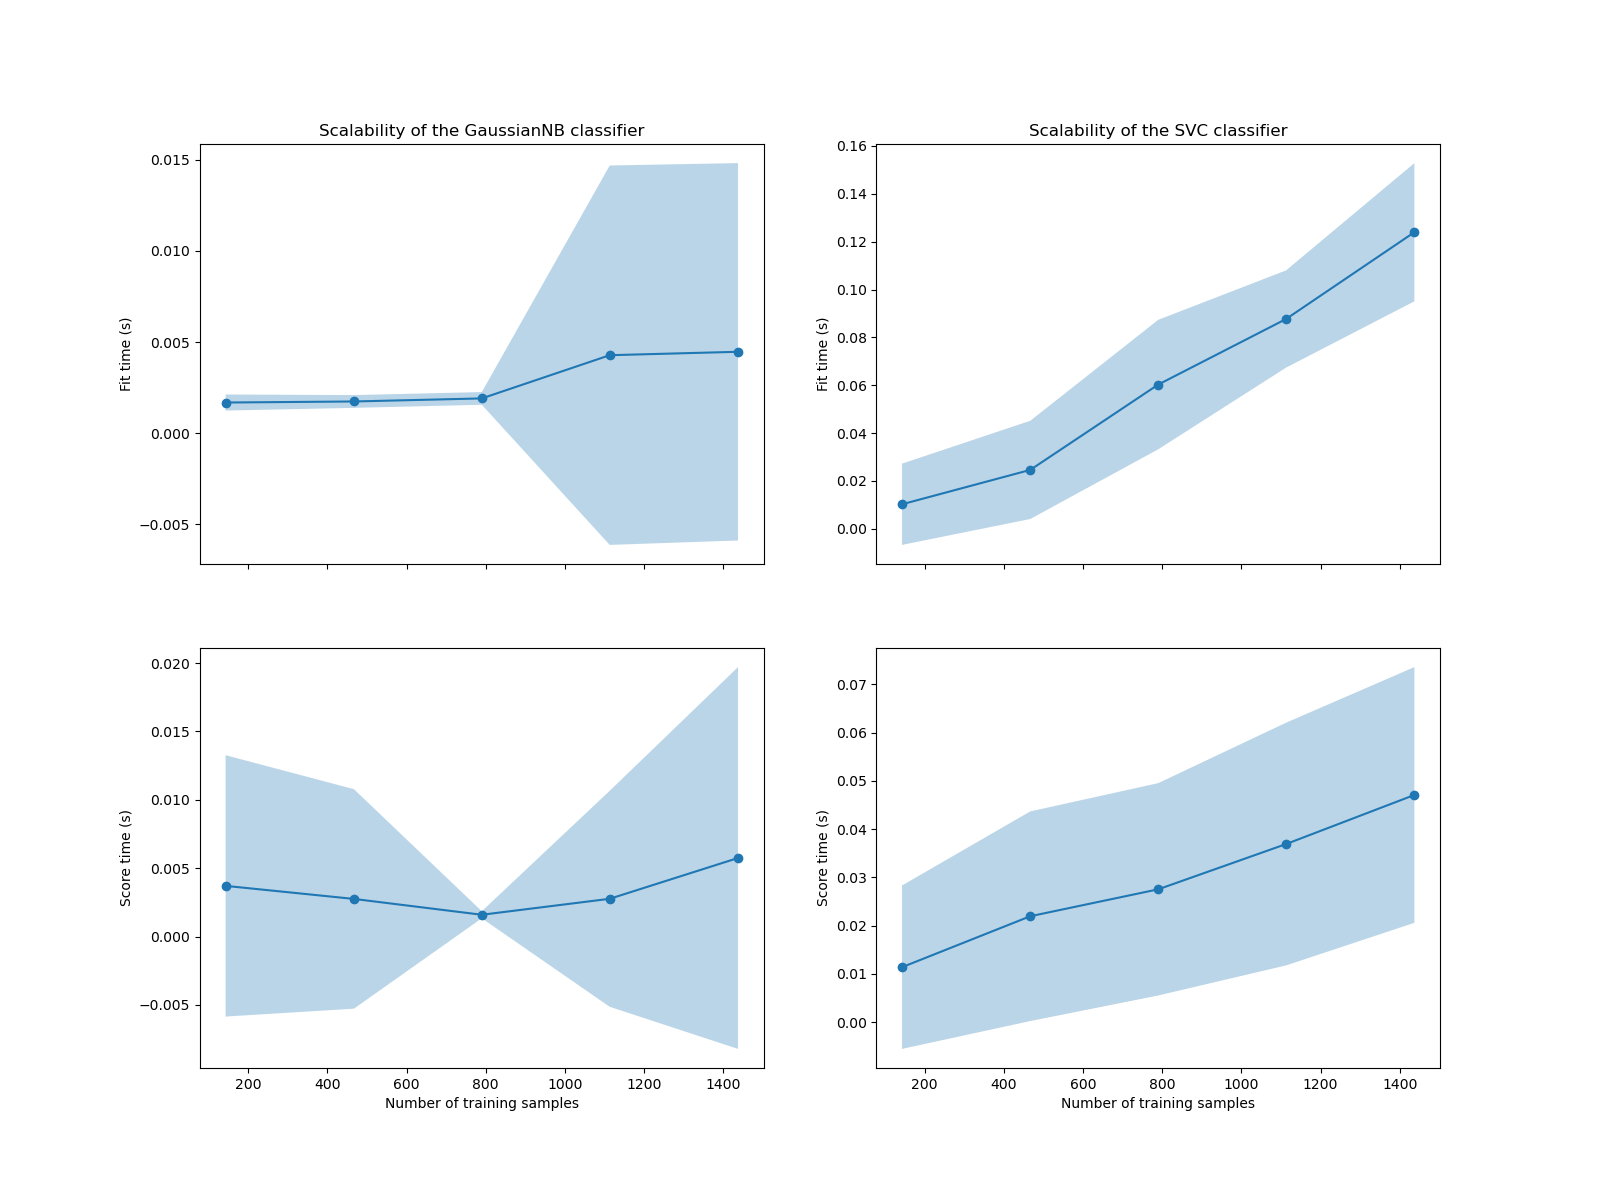 Scalability of the GaussianNB classifier
0.015
0.010
0.005
0.000
−0.005
Fit time (s)
Scalability of the SVC classifier
0.16
0.14
0.12
0.10
0.08
0.06
0.04
0.02
0.00
Fit time (s)
0.020
0.015
0.010
0.005
0.000
−0.005
Score time (s)
200 400 600 800 1000 1200 1400
Number of training samples
0.07
0.06
0.05
0.04
0.03
0.02
0.01
0.00
Score time (s)
200 400 600 800 1000 1200 1400
Number of training samples